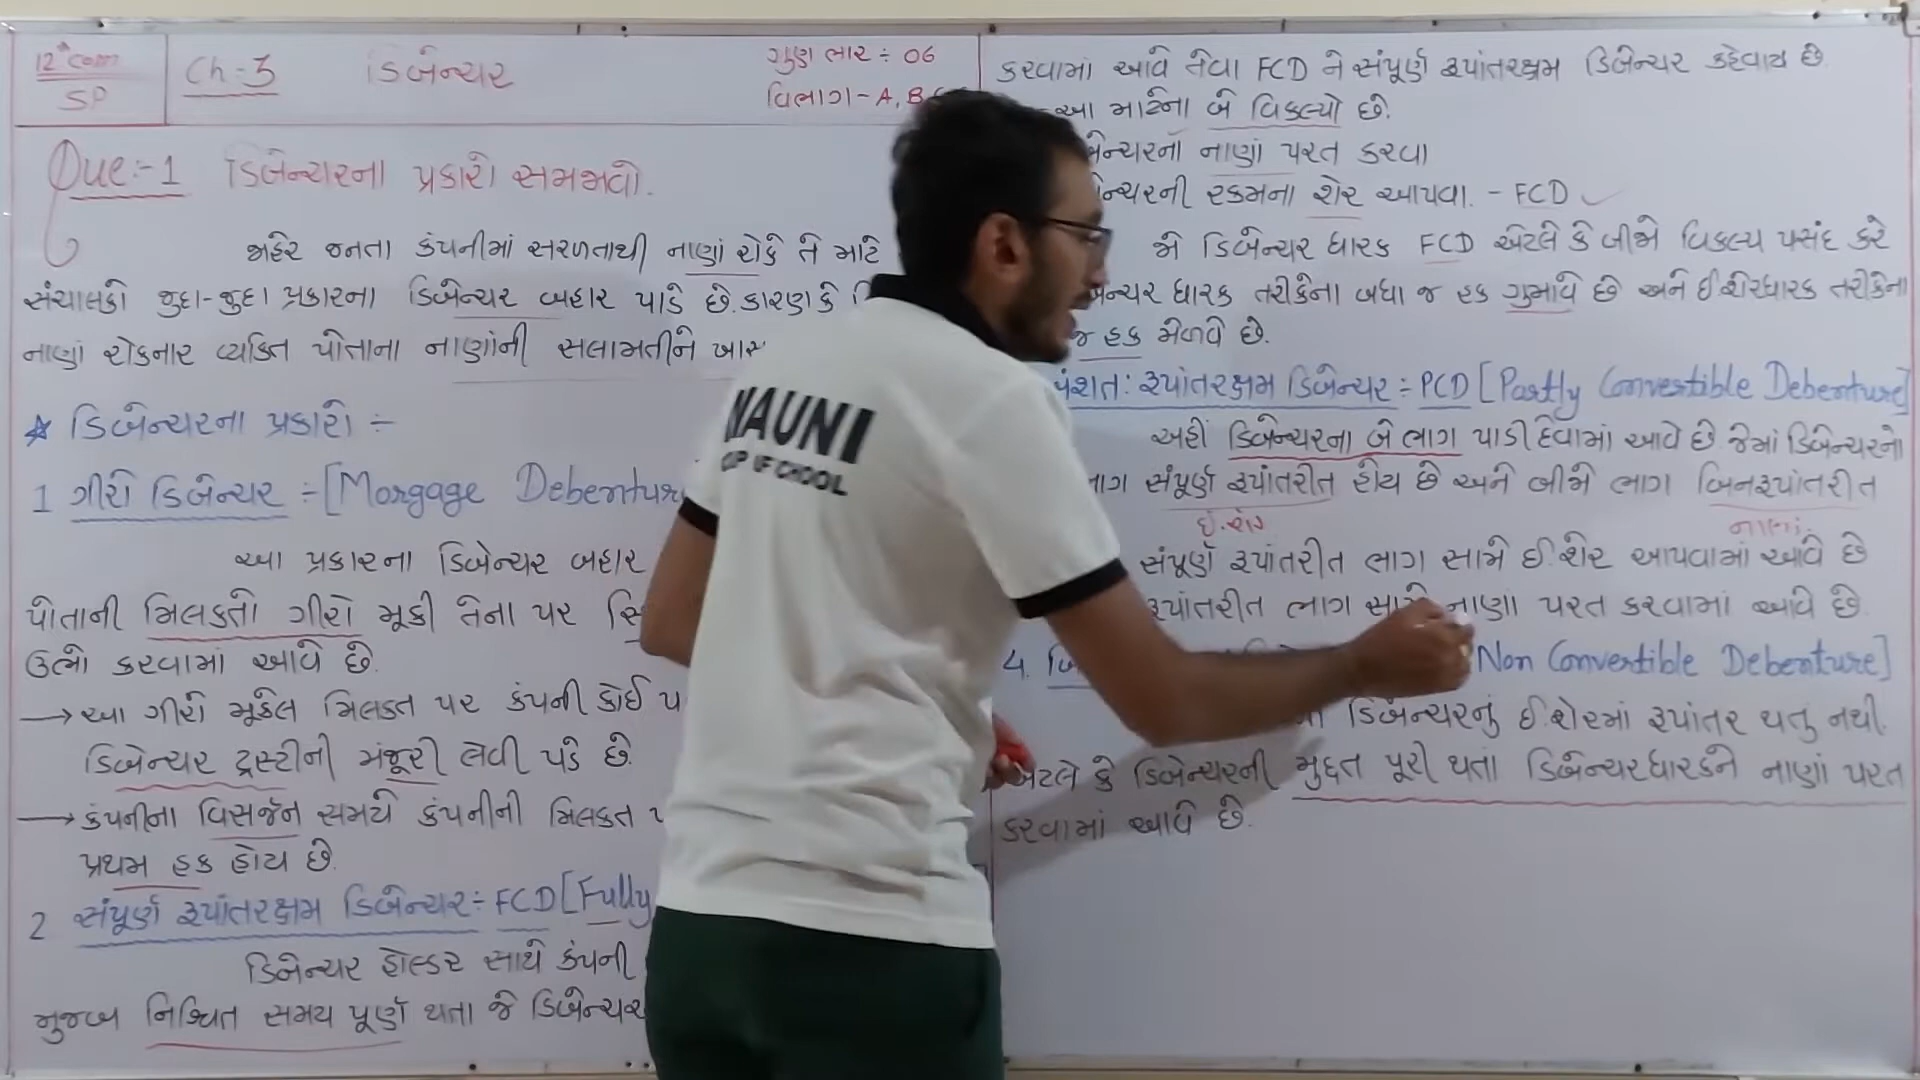 12th com
SP
Ch-3 ડિબેન્ચર
ગુણ ભાર ÷ 06
વિભાગ - A, B
Que:-1 ડિબેન્ચરના પ્રકારો સમજાવો.
જાહેર જનતા કંપનીમાં સરળતાથી નાણાં રોકે તે માટે
સંચાલકો જુદા-જુદા પ્રકારના ડિબેન્ચર બહાર પાડે છે. કારણ કે
નાણાં રોકનાર વ્યક્તિ પોતાના નાણાંની સલામતીને ખાસ
ડિબેન્ચરના પ્રકારો ÷
1 ગીરો ડિબેન્ચર ÷ [Morgage Debenture
આ પ્રકારના ડિબેન્ચર બહાર
પોતાની મિલકતો ગીરો મૂકી તેના પર
ઉભો કરવામાં આવે છે.
→ આ ગીરો મૂકેલ મિલકત પર કંપની કોઈ પ
ડિબેન્ચર ટ્રસ્ટીની મંજૂરી લેવી પડે છે.
→ કંપનીના વિસર્જન સમયે કંપનીની મિલકત પ
પ્રથમ હક હોય છે.
2 સંપૂર્ણ રૂપાંતરક્ષમ ડિબેન્ચર ÷ FCD [Fully
ડિબેન્ચર હોલ્ડર સાથે કંપની
મુજબ નિશ્ચિત સમય પૂર્ણ થતા જે ડિબેન્ચર
કરવામાં આવે તેવા FCD ને સંપૂર્ણ રૂપાંતરક્ષમ ડિબેન્ચર કહેવાય છે.
આ માટેના બે વિકલ્પો છે.
ન્ચરનાં નાણાં પરત કરવા
ન્ચરની રકમના શેર આપવા. - FCD
જો ડિબેન્ચર ધારક FCD એટલે કે બીજો વિકલ્પ પસંદ કરે
ન્ચર ધારક તરીકેના બધા જ હક ગુમાવે છે અને ઈ.શેરધારક તરીકેના
જ હક મેળવે છે.
અંશત: રૂપાંતરક્ષમ ડિબેન્ચર ÷ PCD [Partly Convertible Debenture]
અહીં ડિબેન્ચરના બે ભાગ પાડી દેવામાં આવે છે જેમાં ડિબેન્ચરનો
ભાગ સંપૂર્ણ રૂપાંતરીત હોય છે અને બીજો ભાગ બિનરૂપાંતરીત
ઈ.શેર નાણાં.
સંપૂર્ણ રૂપાંતરીત ભાગ સામે ઈ.શેર આપવામાં આવે છે
રૂપાંતરીત ભાગ સામે નાણાં પરત કરવામાં આવે છે.
4. બિ Non Convertible Debenture]
ડિબેન્ચરનું ઈ.શેરમાં રૂપાંતર થતુ નથી.
એટલે કે ડિબેન્ચરની મુદ્દત પૂરી થતાં ડિબેન્ચરધારકને નાણાં પરત
કરવામાં આવે છે.
NAUNI
OP OF CHOOL